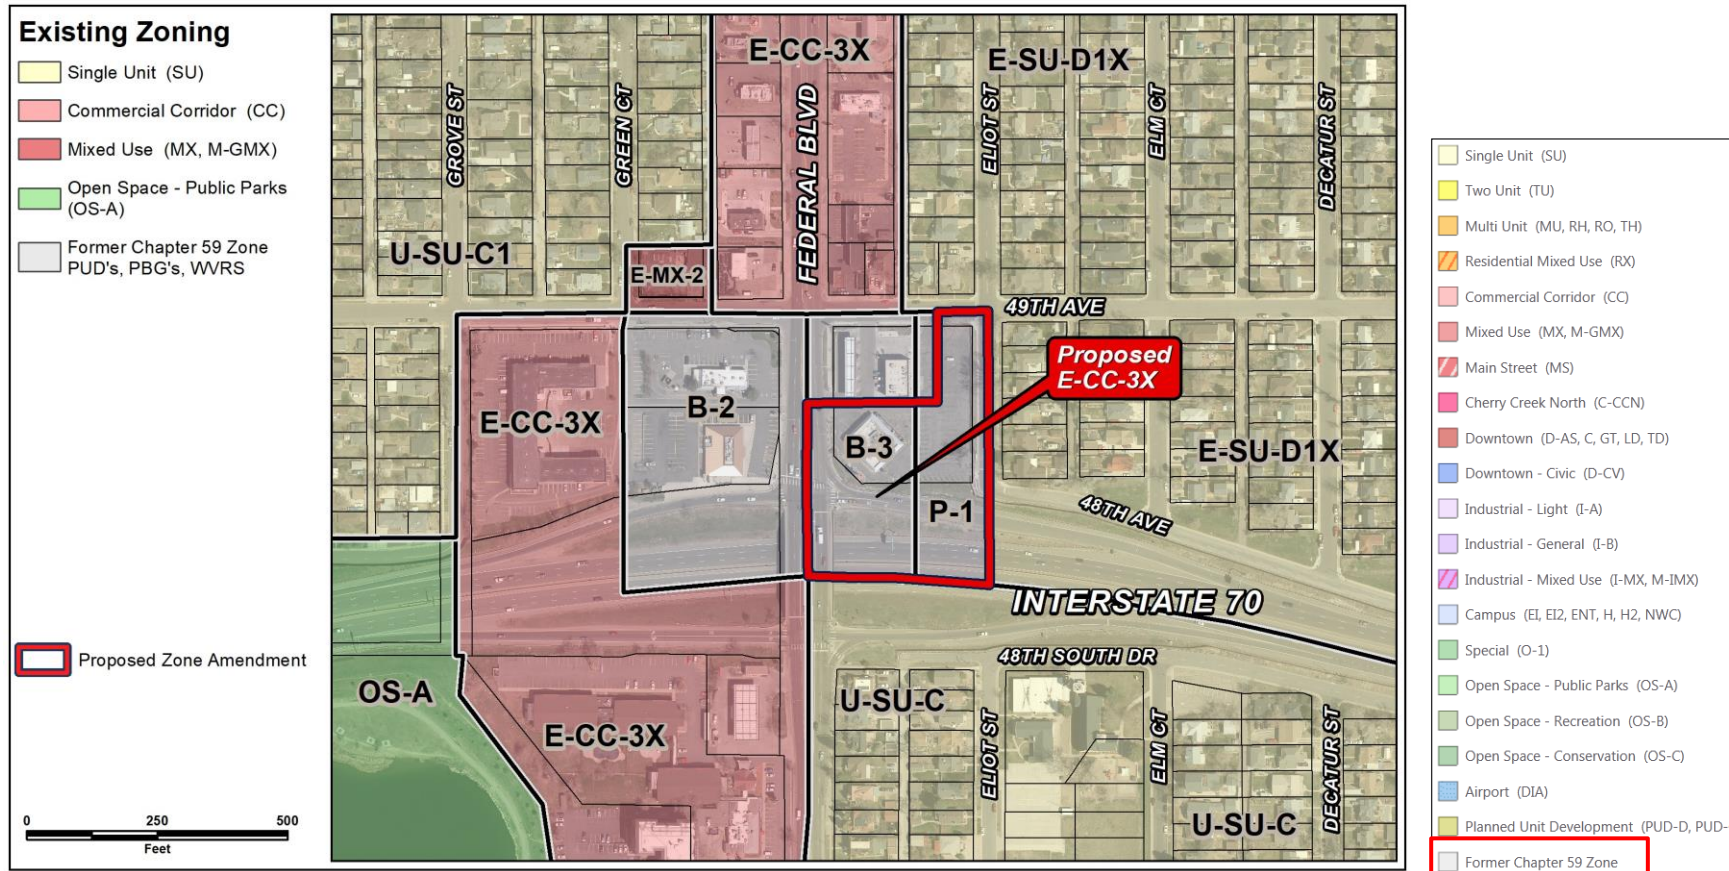 Existing Zoning
Single Unit (SU)
Commercial Corridor (CC)
Mixed Use (MX, M-GMX)
Open Space - Public Parks
(OS-A)
Former Chapter 59 Zone
PUD's, PBG's, WVRS
Proposed Zone Amendment
0 250 500
Feet
E-CC-3X
E-SU-D1X
GROVE ST
GREEN CT
FEDERAL BLVD
ELIOT ST
ELM CT
DECATUR ST
U-SU-C1
E-MX-2
49TH AVE
Proposed
E-CC-3X
E-CC-3X
B-2
B-3
E-SU-D1X
P-1
48TH AVE
INTERSTATE 70
48TH SOUTH DR
OS-A
U-SU-C
E-CC-3X
ELIOT ST
ELM CT
DECATUR ST
U-SU-C
Single Unit (SU)
Two Unit (TU)
Multi Unit (MU, RH, RO, TH)
Residential Mixed Use (RX)
Commercial Corridor (CC)
Mixed Use (MX, M-GMX)
Main Street (MS)
Cherry Creek North (C-CCN)
Downtown (D-AS, C, GT, LD, TD)
Downtown - Civic (D-CV)
Industrial - Light (I-A)
Industrial - General (I-B)
Industrial - Mixed Use (I-MX, M-IMX)
Campus (EI, EI2, ENT, H, H2, NWC)
Special (O-1)
Open Space - Public Parks (OS-A)
Open Space - Recreation (OS-B)
Open Space - Conservation (OS-C)
Airport (DIA)
Planned Unit Development (PUD-D, PUD-
Former Chapter 59 Zone